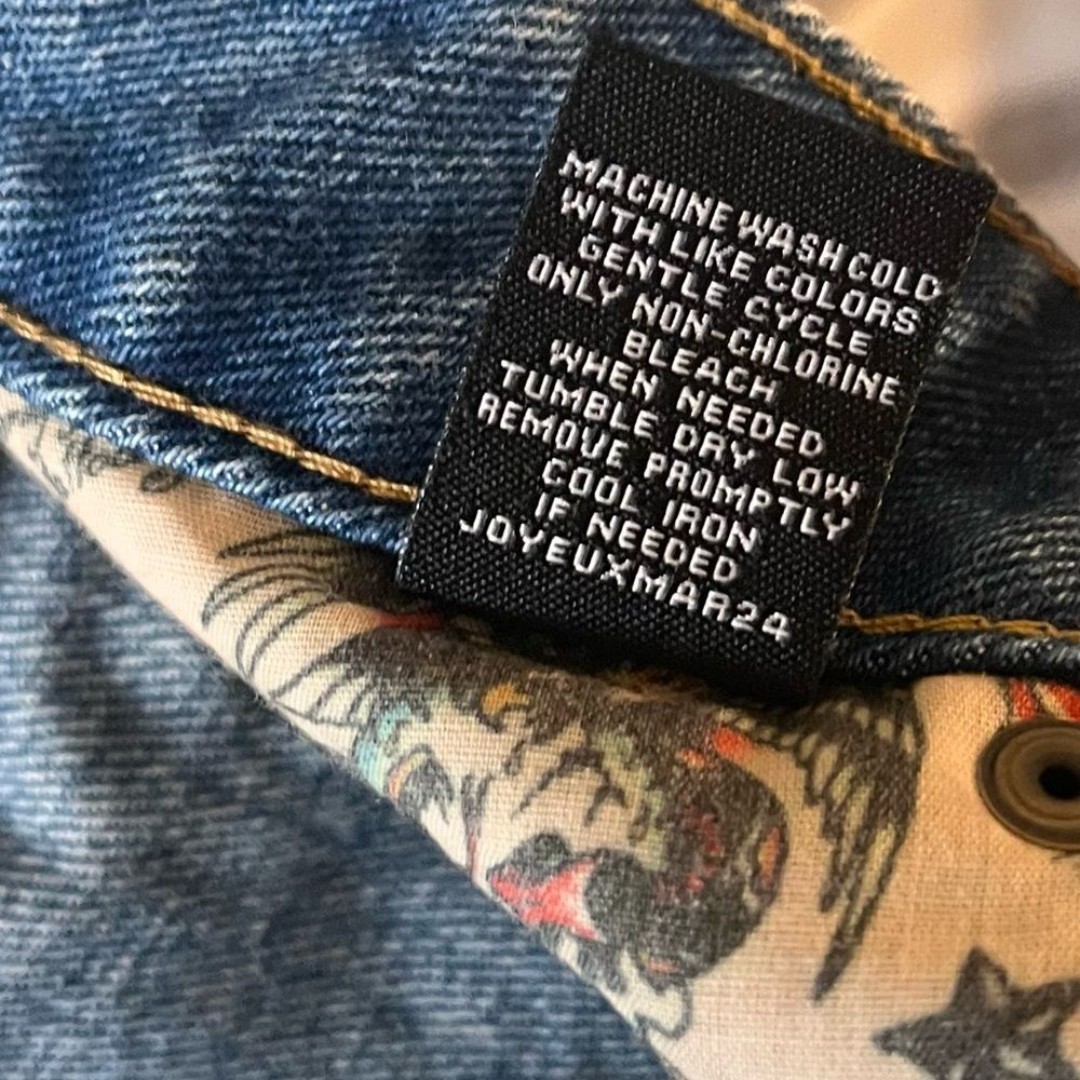 MACHINE WASH COLD
WITH LIKE COLORS
GENTLE CYCLE
ONLY NON-CHLORINE
BLEACH
WHEN NEEDED
TUMBLE DRY LOW
REMOVE PROMPTLY
COOL IRON
IF NEEDED
JOYEUXMAR24